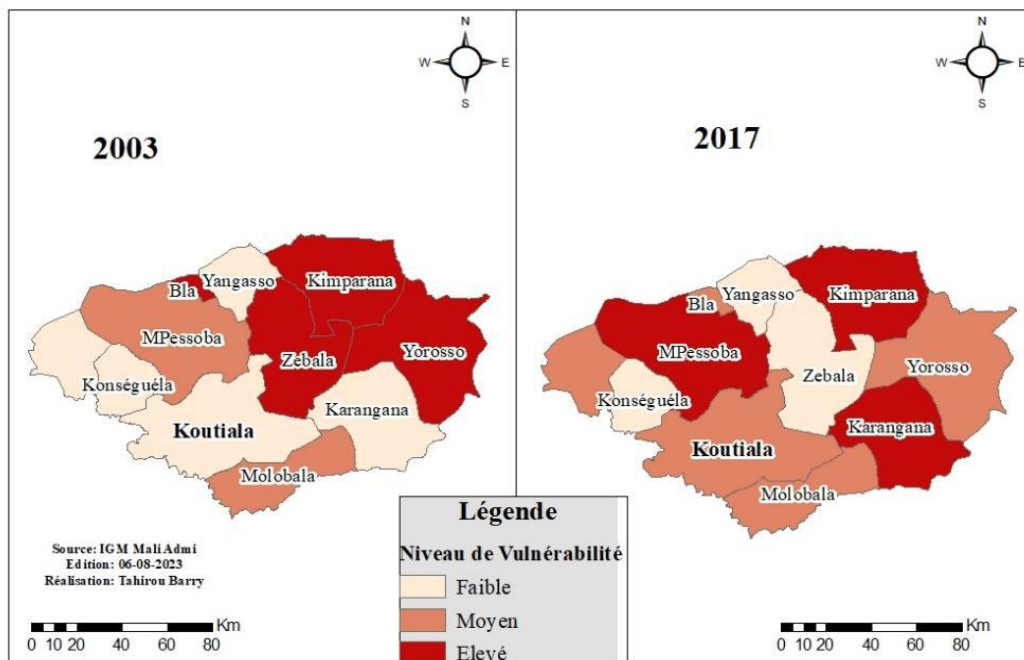 N
W E
S
2003
Yangasso
Kimparana
Bla
MPessoba
Zébala
Yorosso
Konséguéla
Karangana
Koutiala
Molobala
Source: IGM Mali Admi
Edition: 06-08-2023
Réalisation: Tahirou Barry
Km
0 10 20 40 60 80
N
W E
S
2017
Yangasso
Kimparana
Bla
MPessoba
Zebala
Yorosso
Konséguéla
Karangana
Koutiala
Molobala
Km
0 10 20 40 60 80
Légende
Niveau de Vulnérabilité
Faible
Moyen
Elevé